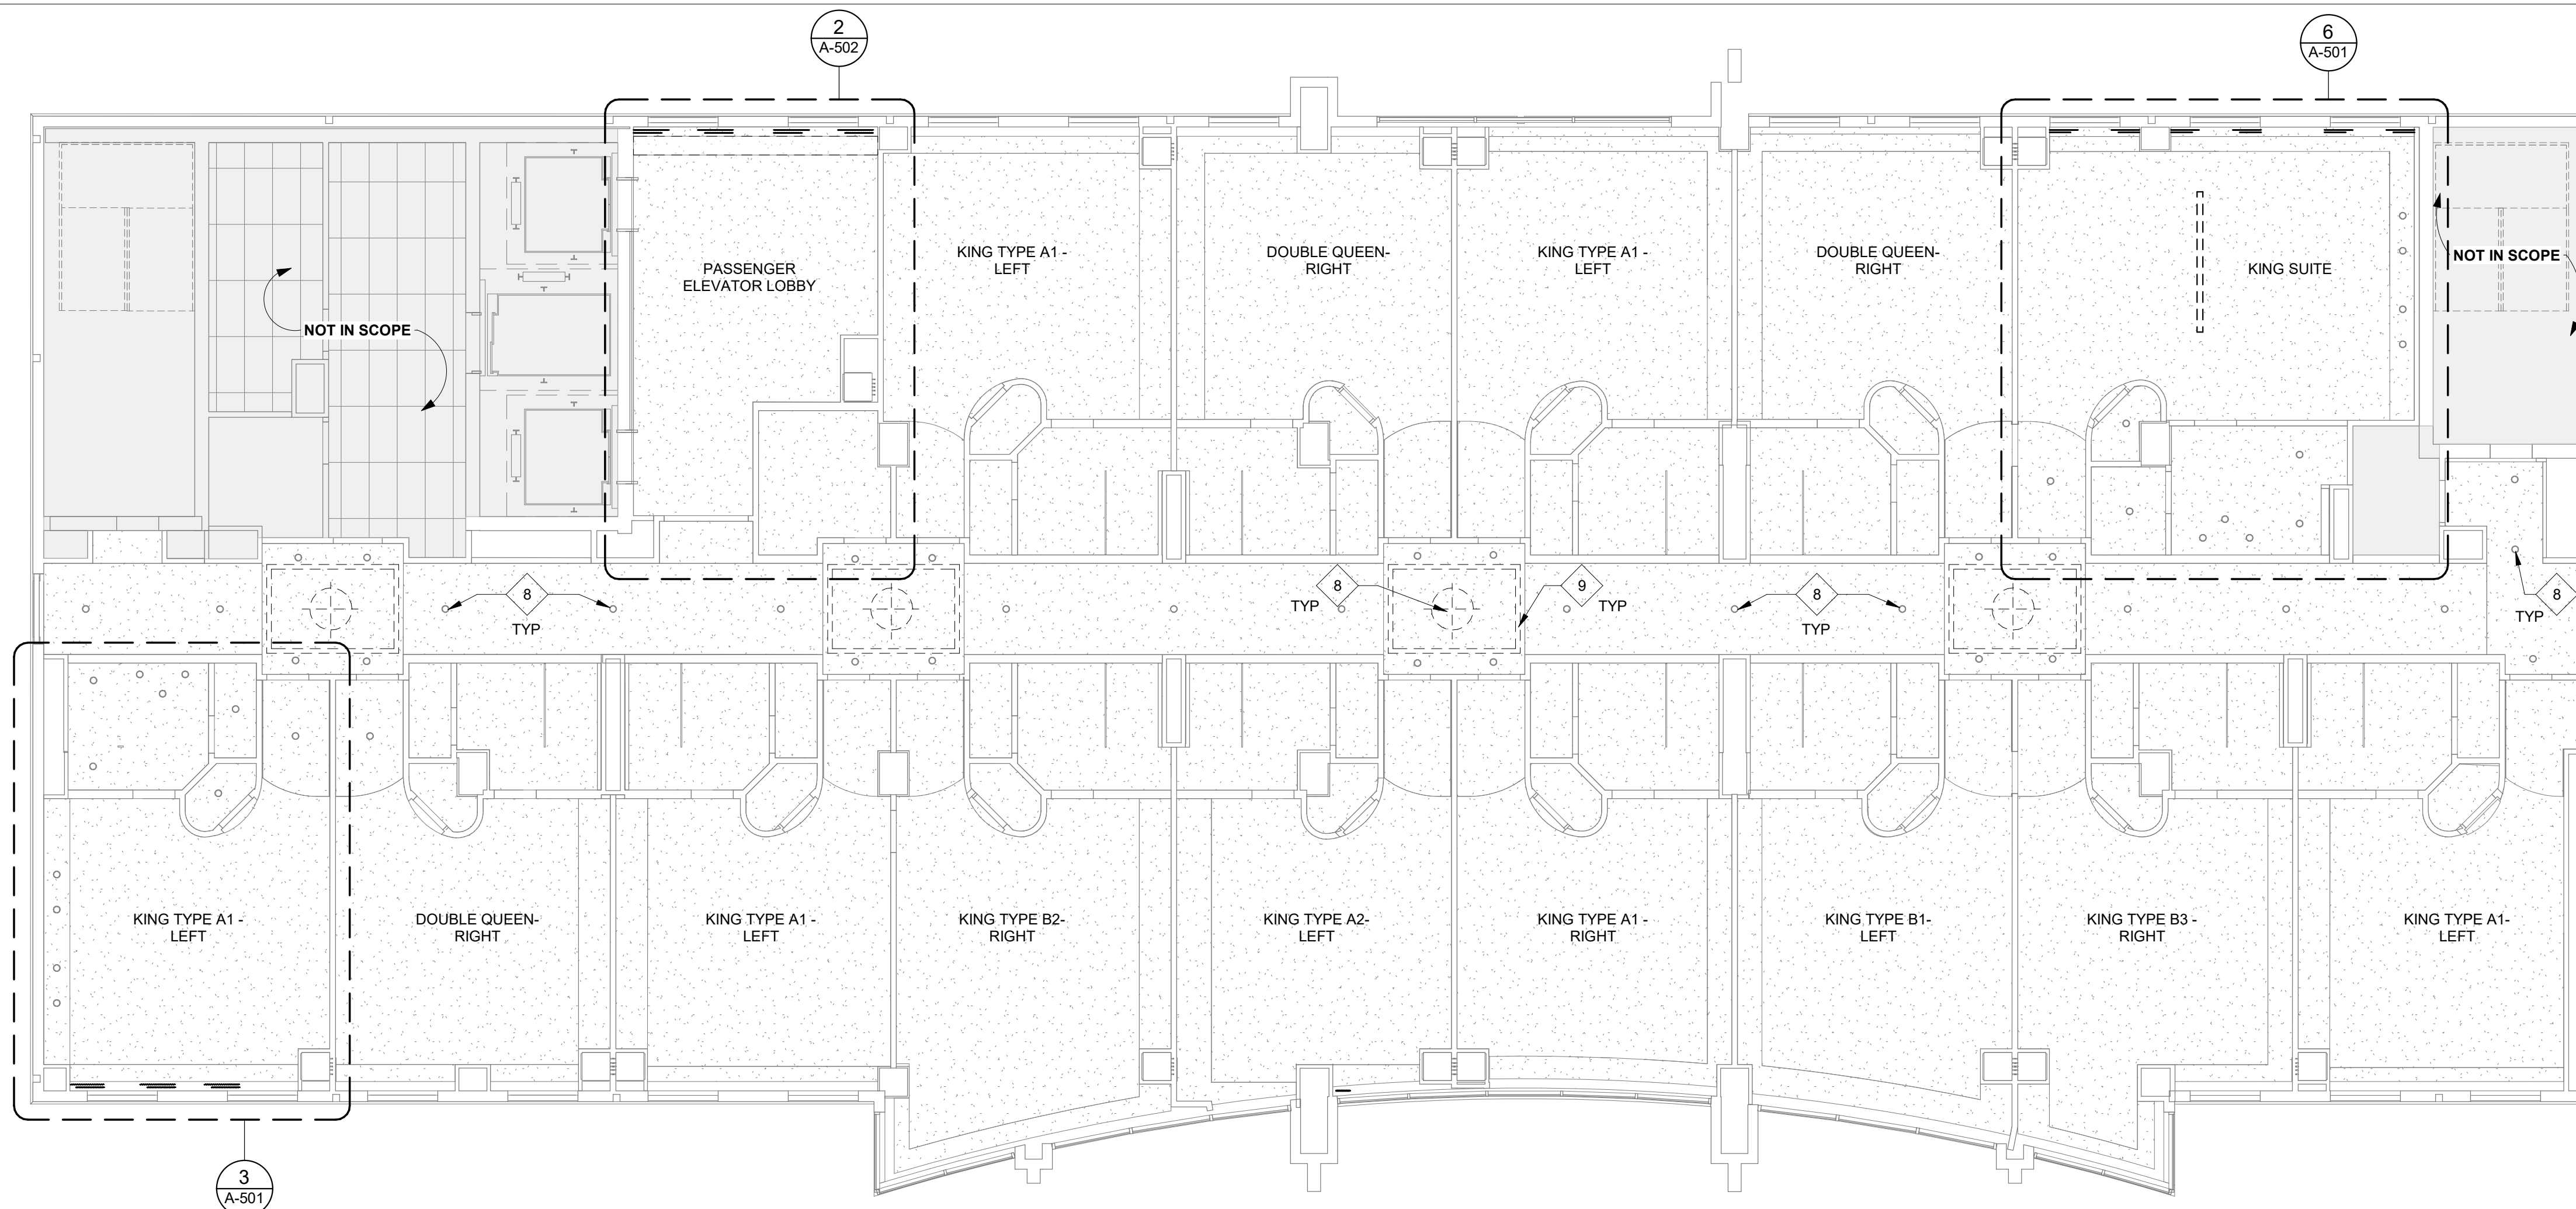 2
A-502
6
A-501
KING TYPE A1 -
LEFT
DOUBLE QUEEN-
RIGHT
KING TYPE A1 -
LEFT
DOUBLE QUEEN-
RIGHT
NOT IN SCOPE
PASSENGER
ELEVATOR LOBBY
KING SUITE
NOT IN SCOPE
8
TYP
8
TYP
9
TYP
8
TYP
8
TYP
KING TYPE A1 -
LEFT
DOUBLE QUEEN-
RIGHT
KING TYPE A1 -
LEFT
KING TYPE B2-
RIGHT
KING TYPE A2-
LEFT
KING TYPE A1 -
RIGHT
KING TYPE B1-
LEFT
KING TYPE B3 -
RIGHT
KING TYPE A1-
LEFT
3
A-501